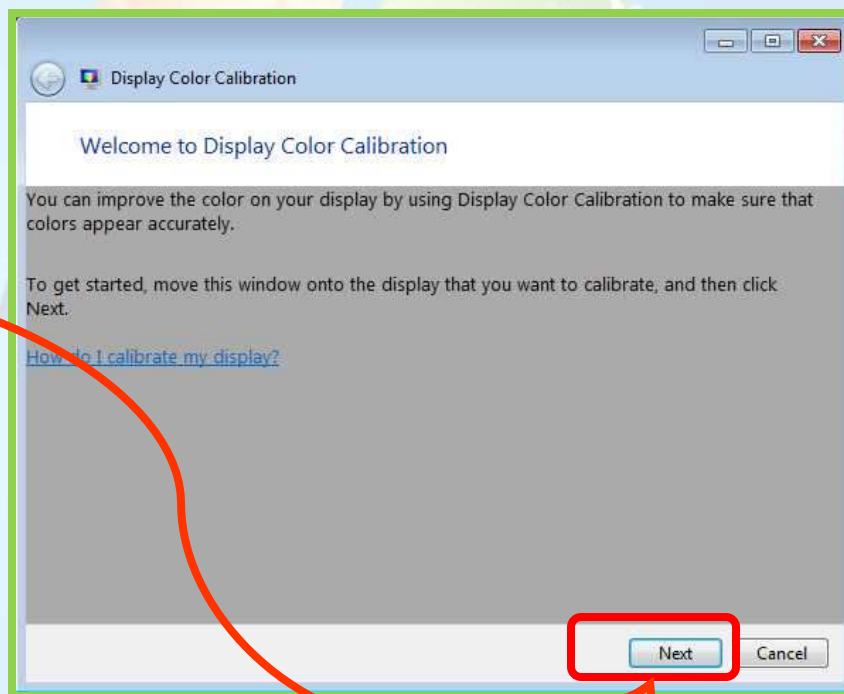 Display Color Calibration
Welcome to Display Color Calibration
You can improve the color on your display by using Display Color Calibration to make sure that
colors appear accurately.
To get started, move this window onto the display that you want to calibrate, and then click
Next.
How do I calibrate my display?
Next
Cancel